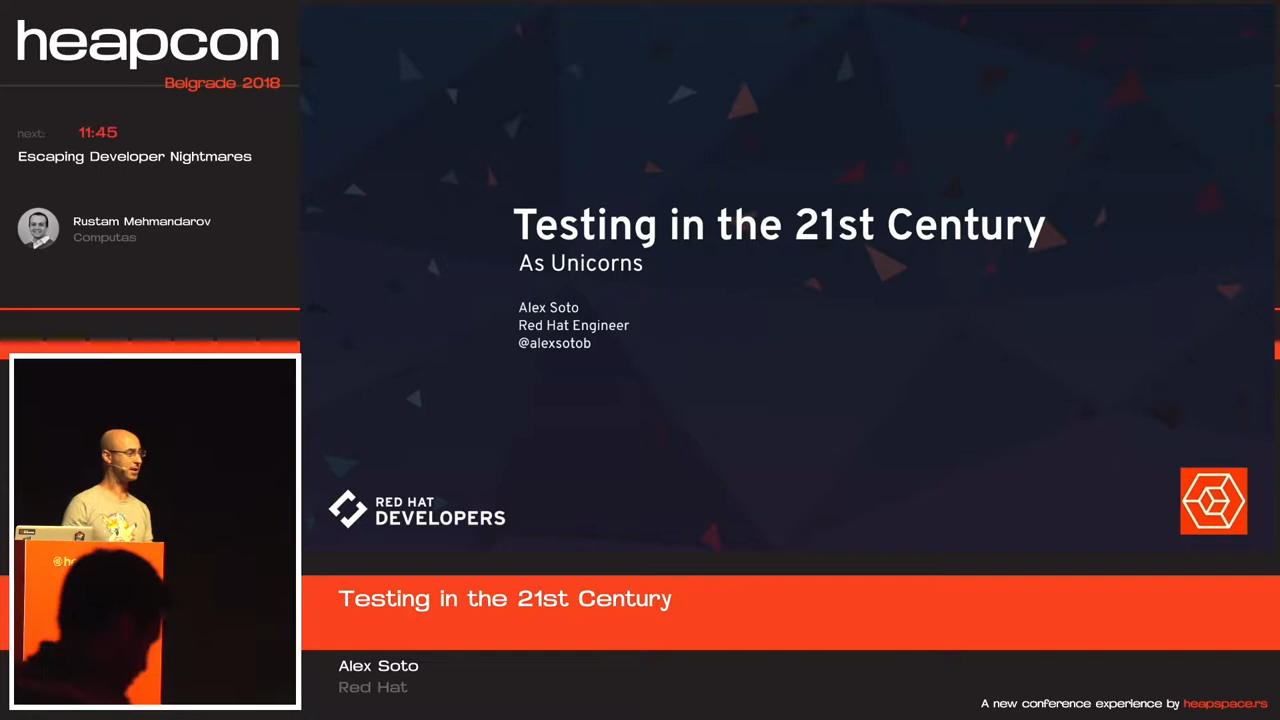 heapcon
Belgrade 2018
next: 11:45
Escaping Developer Nightmares
Rustam Mehmandarov
Computas
Testing in the 21st Century
As Unicorns
Alex Soto
Red Hat Engineer
@alexsotob
RED HAT
DEVELOPERS
Testing in the 21st Century
Alex Soto
Red Hat
A new conference experience by heapspace.rs